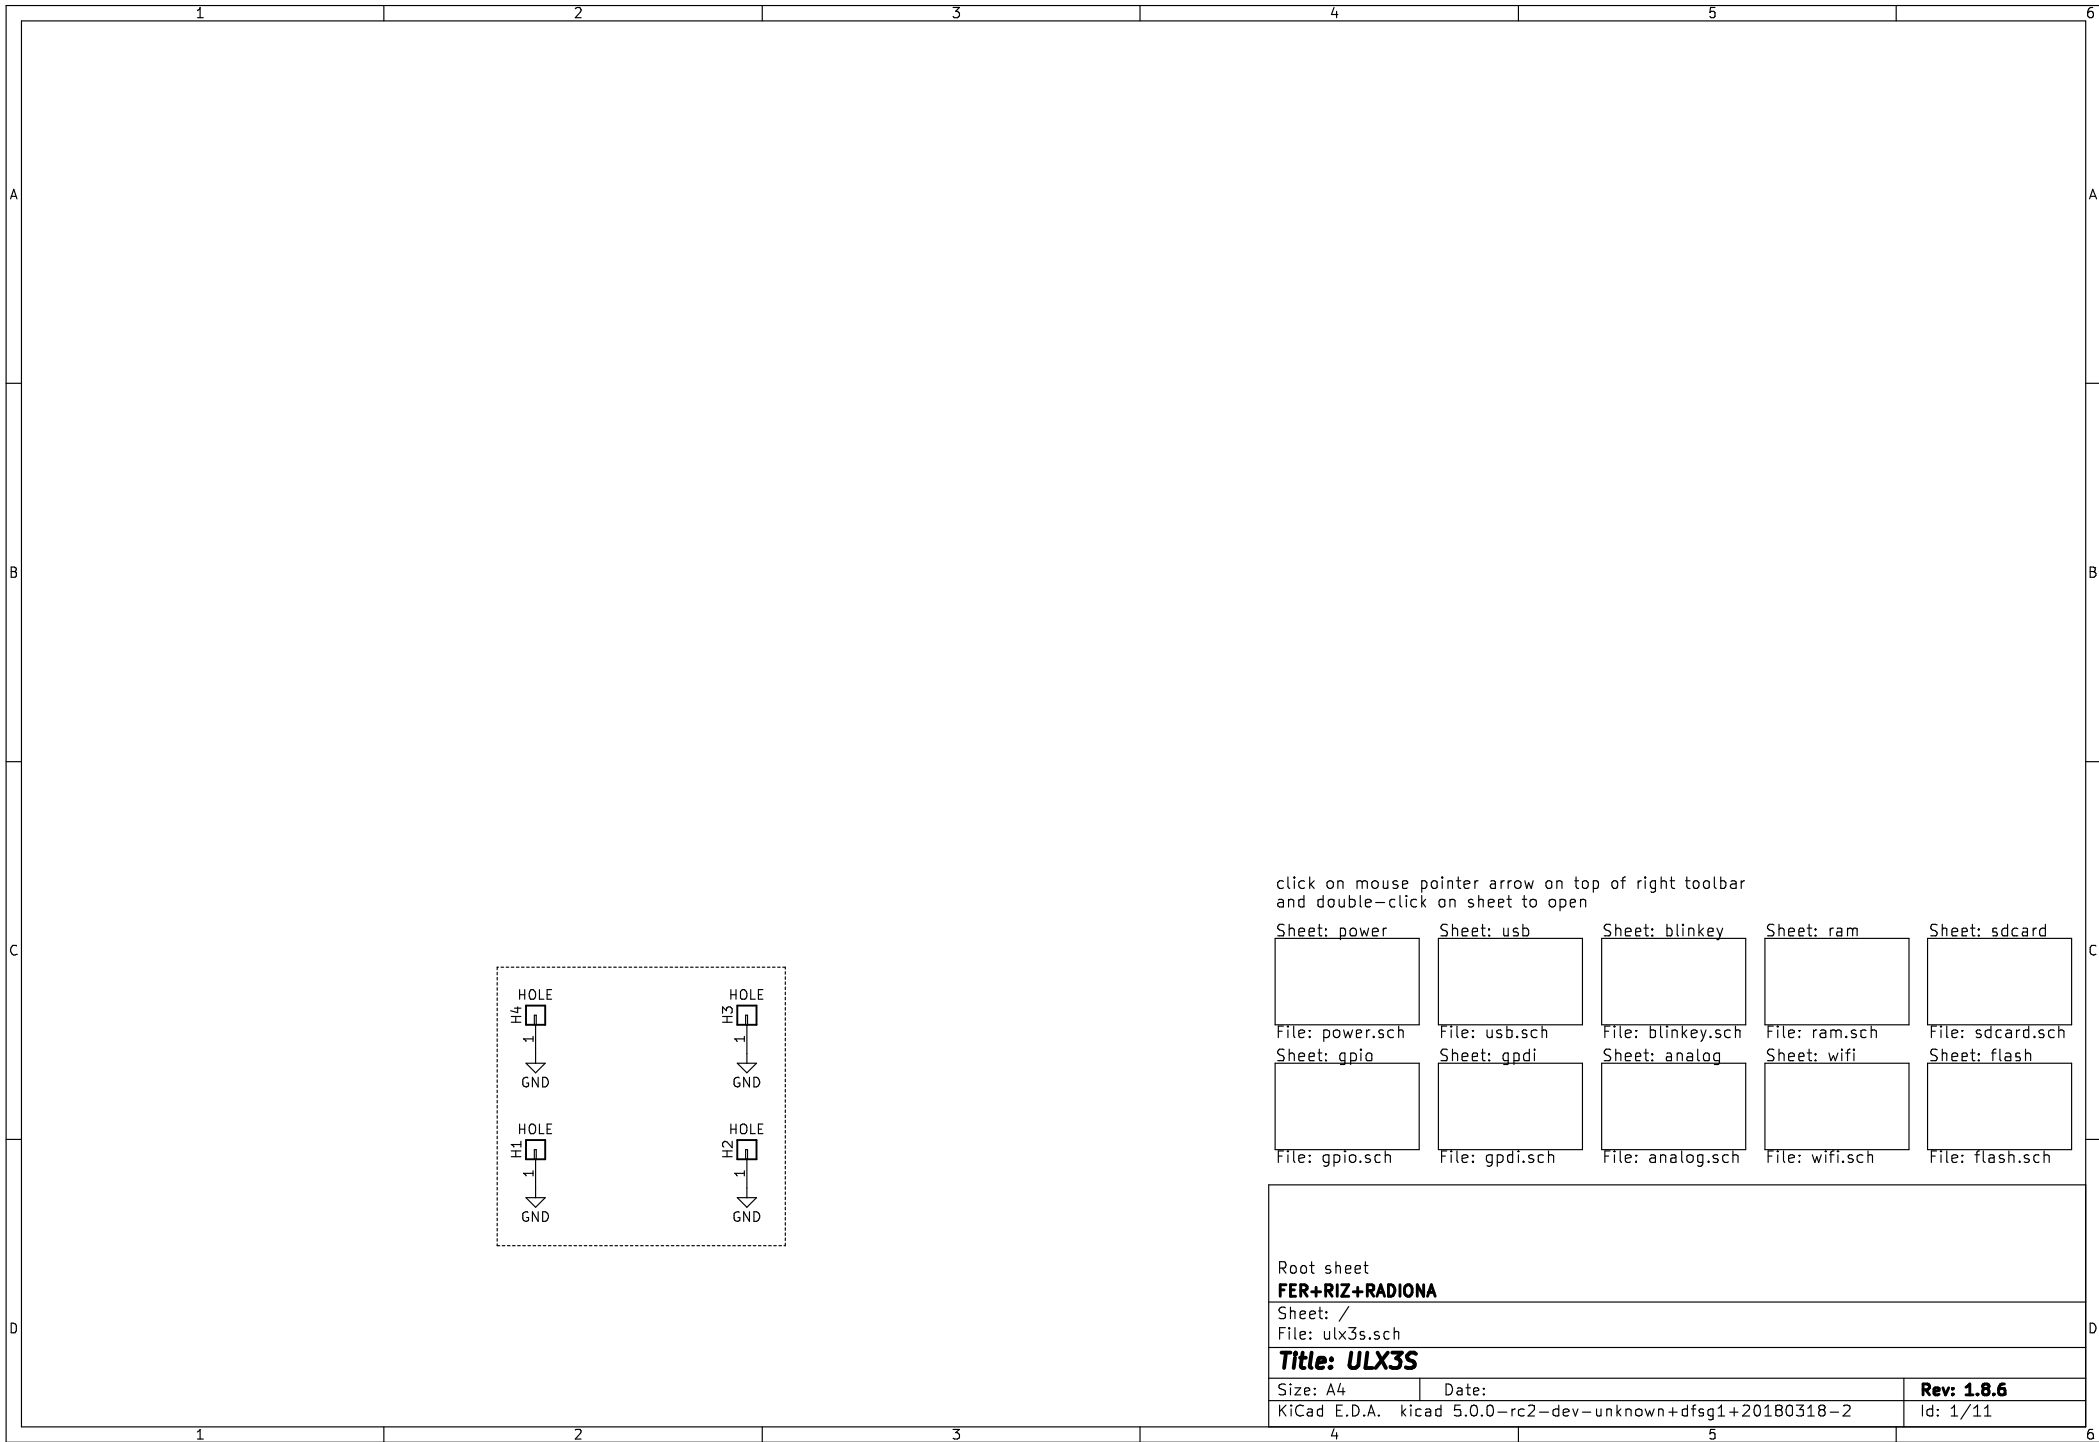 1 2 3 4 5 6
A A
B B
click on mouse pointer arrow on top of right toolbar
and double-click on sheet to open
Sheet: power Sheet: usb Sheet: blinkey Sheet: ram Sheet: sdcard
C C
File: power.sch File: usb.sch File: blinkey.sch File: ram.sch File: sdcard.sch
Sheet: gpio Sheet: gpdi Sheet: analog Sheet: wifi Sheet: flash
File: gpio.sch File: gpdi.sch File: analog.sch File: wifi.sch File: flash.sch
HOLE HOLE
H4 H3
1 1
GND GND
HOLE HOLE
H1 H2
1 1
GND GND
Root sheet
FER+RIZ+RADIONA
Sheet: /
File: ulx3s.sch
D D
Title: ULX3S
Size: A4 Date: Rev: 1.8.6
KiCad E.D.A. kicad 5.0.0-rc2-dev-unknown+dfsg1+20180318-2 Id: 1/11
1 2 3 4 5 6